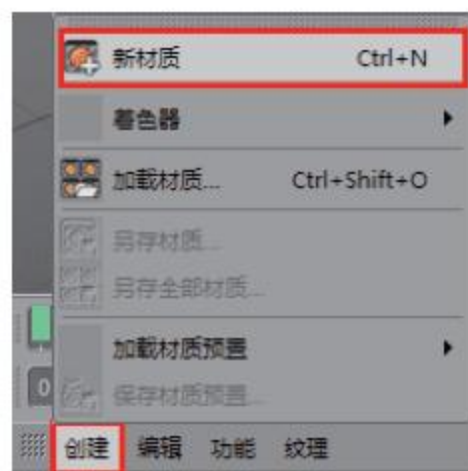 新材质 Ctrl+N
着色器
加载材质... Ctrl+Shift+O
另存材质...
另存全部材质...
加载材质预置
保存材质预置...
0
创建 编辑 功能 纹理